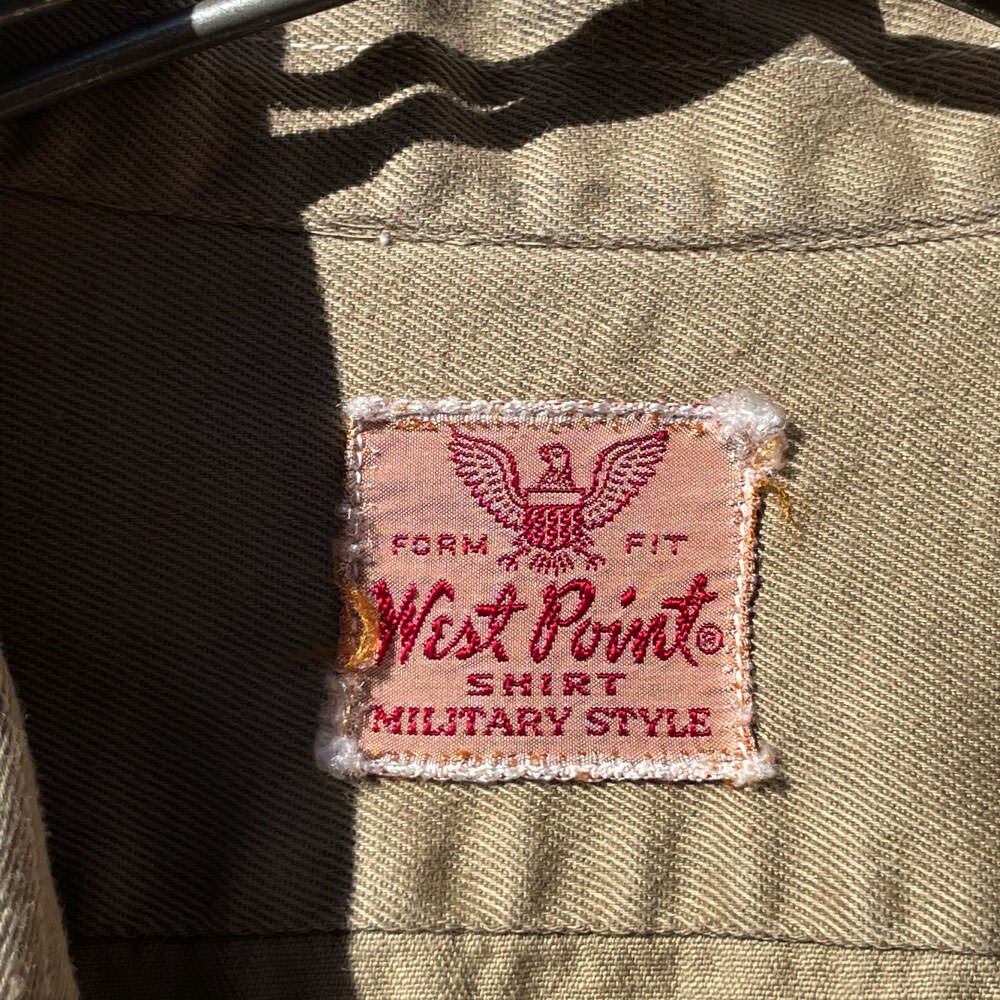 FORM FIT
West Point®
SHIRT
MILITARY STYLE